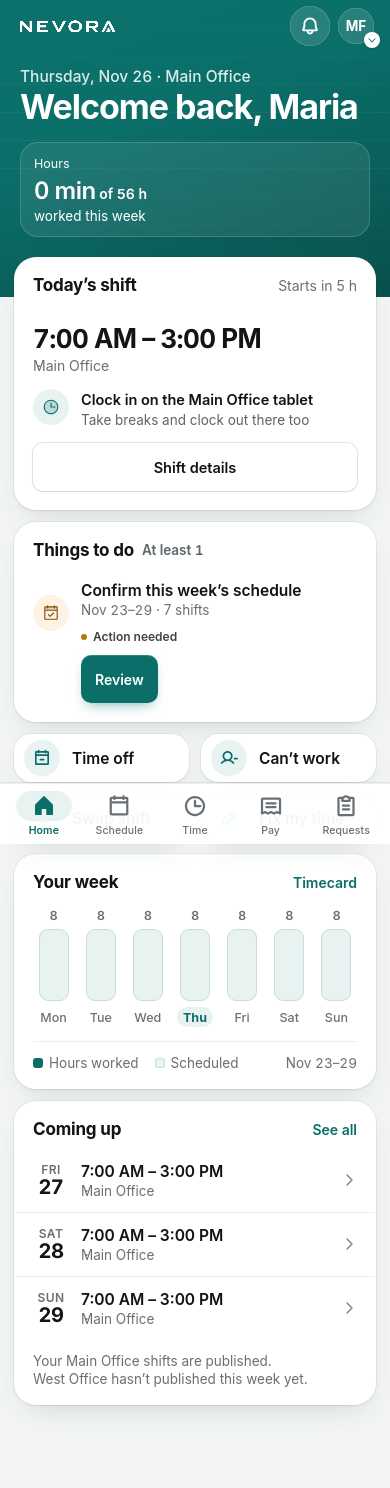 NEVORA
MF
Thursday, Nov 26 · Main Office
Welcome back, Maria
Hours
0 min of 56 h
worked this week
Today’s shift
Starts in 5 h
7:00 AM – 3:00 PM
Main Office
Clock in on the Main Office tablet
Take breaks and clock out there too
Shift details
Things to do At least 1
Confirm this week’s schedule
Nov 23–29 · 7 shifts
Action needed
Review
Time off
Can’t work
Home
Schedule
Time
Pay
Requests
Your week
Timecard
8 8 8 8 8 8 8
Mon Tue Wed Thu Fri Sat Sun
Hours worked
Scheduled
Nov 23–29
Coming up
See all
FRI
27
7:00 AM – 3:00 PM
Main Office
SAT
28
7:00 AM – 3:00 PM
Main Office
SUN
29
7:00 AM – 3:00 PM
Main Office
Your Main Office shifts are published.
West Office hasn’t published this week yet.